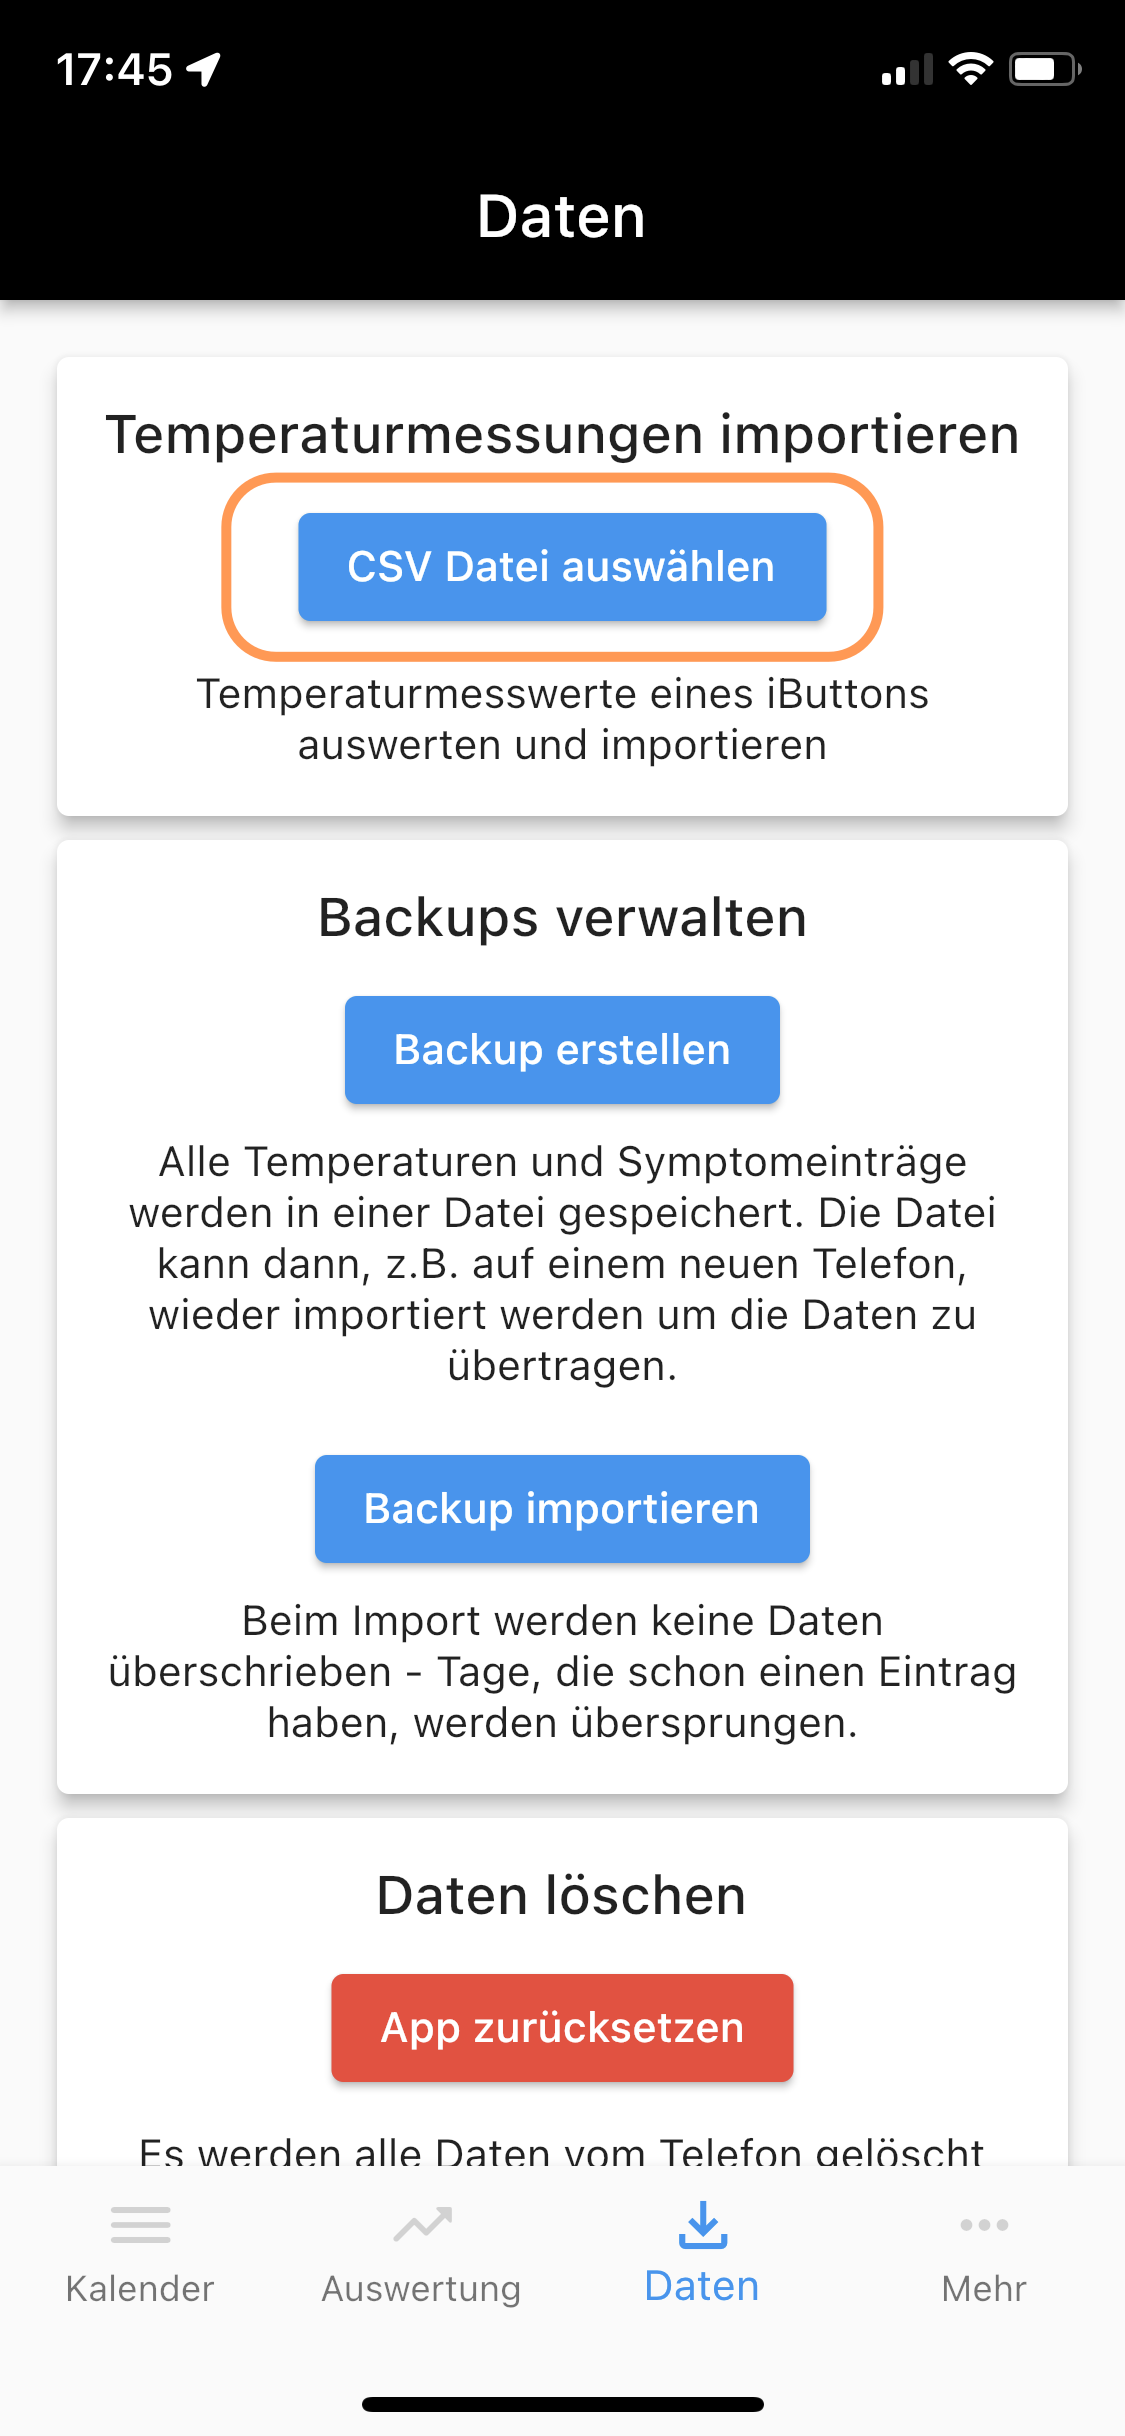 17:45
Daten
Temperaturmessungen importieren
CSV Datei auswählen
Temperaturmesswerte eines iButtons
auswerten und importieren
Backups verwalten
Backup erstellen
Alle Temperaturen und Symptomeinträge
werden in einer Datei gespeichert. Die Datei
kann dann, z.B. auf einem neuen Telefon,
wieder importiert werden um die Daten zu
übertragen.
Backup importieren
Beim Import werden keine Daten
überschrieben - Tage, die schon einen Eintrag
haben, werden übersprungen.
Daten löschen
App zurücksetzen
Es werden alle Daten vom Telefon gelöscht
Kalender
Auswertung
Daten
Mehr